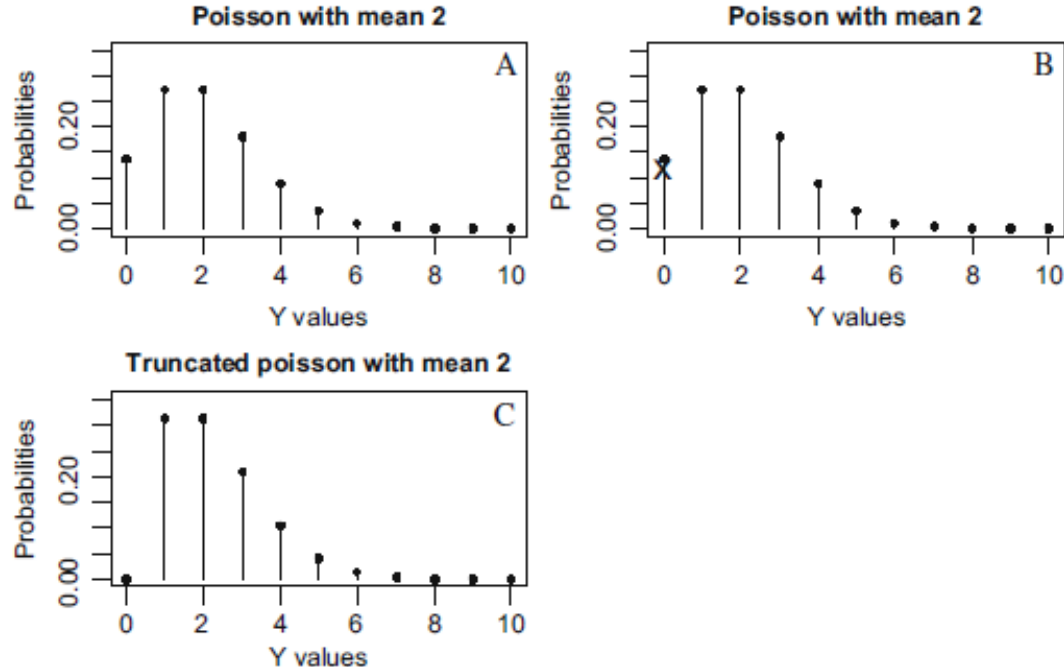 Poisson with mean 2
A
Probabilities
0.20
0.00
0 2 4 6 8 10
Y values
Poisson with mean 2
B
Probabilities
0.20
0.00
X
0 2 4 6 8 10
Y values
Truncated poisson with mean 2
C
Probabilities
0.20
0.00
0 2 4 6 8 10
Y values